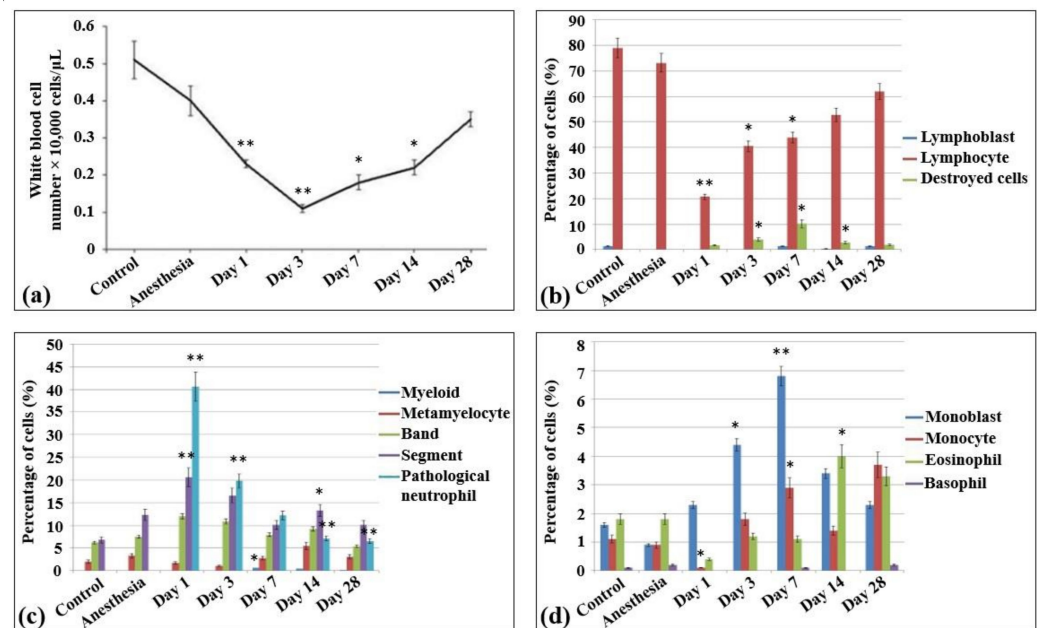 0.6
0.5
0.4
0.3
0.2
0.1
0
White blood cell
number × 10,000 cells/µL
**
**
*
*
Control
Anesthesia
Day 1
Day 3
Day 7
Day 14
Day 28
(a)
90
80
70
60
50
40
30
20
10
0
Percentage of cells (%)
**
*
*
*
*
*
Lymphoblast
Lymphocyte
Destroyed cells
Control
Anesthesia
Day 1
Day 3
Day 7
Day 14
Day 28
(b)
50
45
40
35
30
25
20
15
10
5
0
Percentage of cells (%)
**
**
**
*
*
**
**
Myeloid
Metamyelocyte
Band
Segment
Pathological
neutrophil
Control
Anesthesia
Day 1
Day 3
Day 7
Day 14
Day 28
(c)
8
7
6
5
4
3
2
1
0
Percentage of cells (%)
*
*
**
*
*
Monoblast
Monocyte
Eosinophil
Basophil
Control
Anesthesia
Day 1
Day 3
Day 7
Day 14
Day 28
(d)